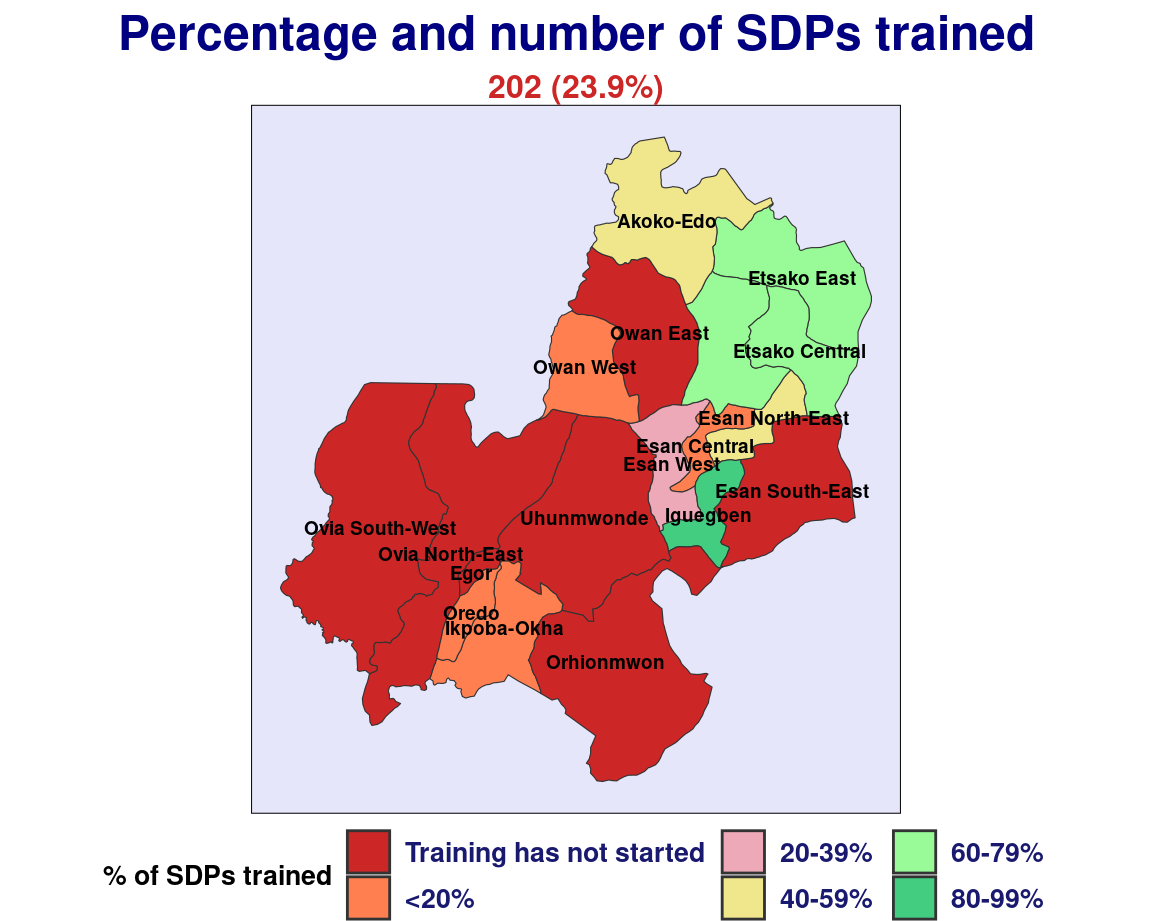 Percentage and number of SDPs trained
202 (23.9%)
Akoko-Edo
Etsako East
Owan East
Etsako Central
Owan West
Esan North-East
Esan Central
Esan West
Esan South-East
Iguegben
Uhunmwonde
Ovia South-West
Ovia North-East
Egor
Oredo
Ikpoba-Okha
Orhionmwon
% of SDPs trained
Training has not started
<20%
20-39%
40-59%
60-79%
80-99%